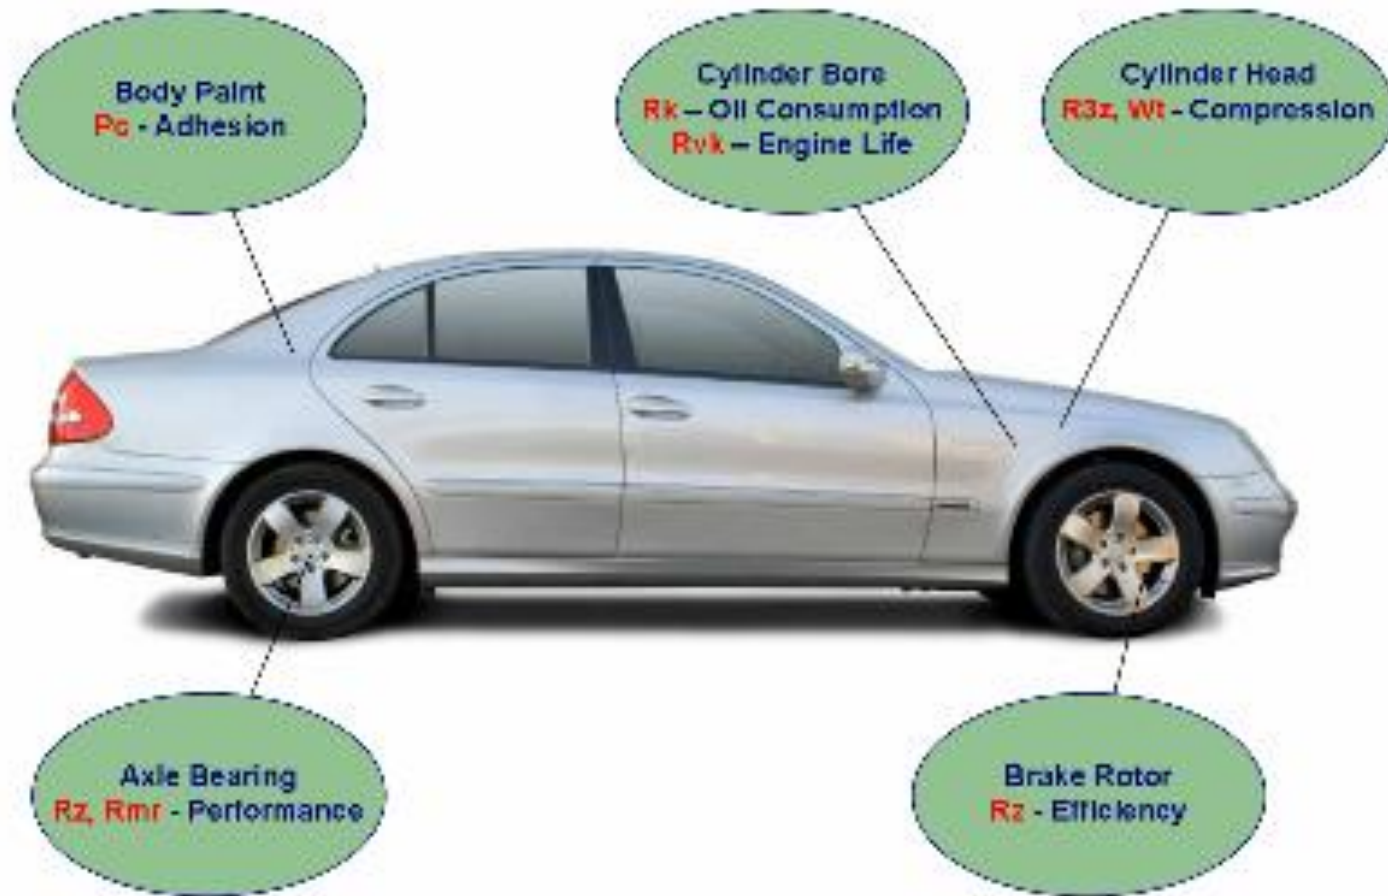 Body Paint
Pc - Adhesion
Cylinder Bore
Rk – Oil Consumption
Rvk – Engine Life
Cylinder Head
R3z, Wt - Compression
Axle Bearing
Rz, Rmr - Performance
Brake Rotor
Rz - Efficiency